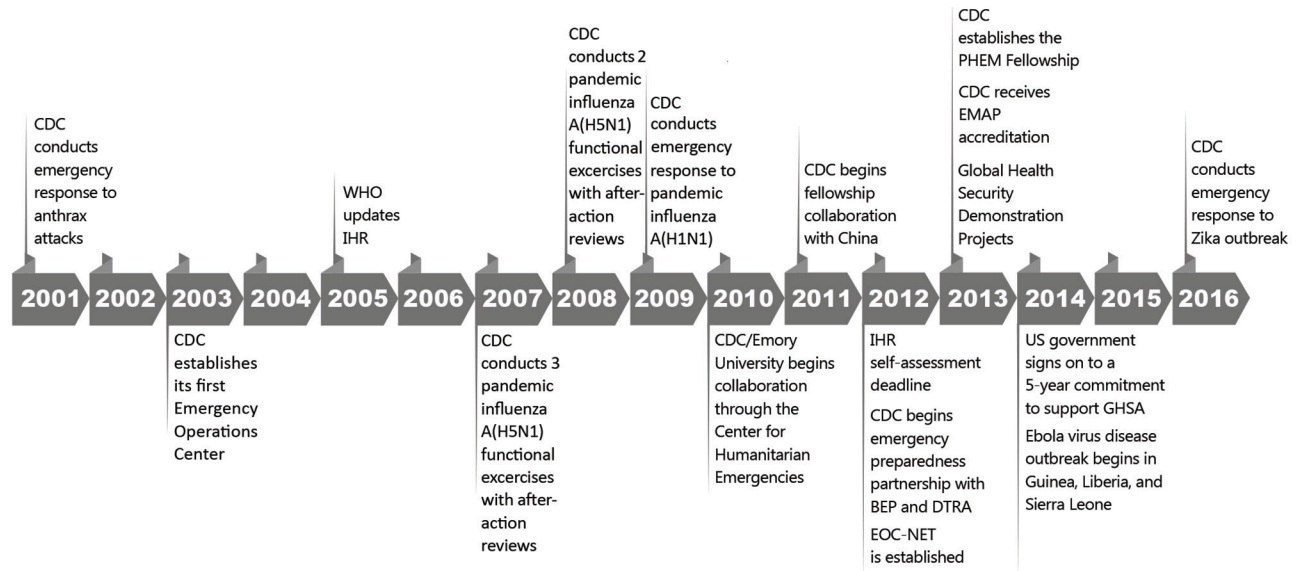 CDC
conducts
emergency
response to
anthrax
attacks
WHO
updates
IHR
CDC
conducts 2
pandemic
influenza
A(H5N1)
functional
excercises
with after-
action
reviews
CDC
conducts
emergency
response to
pandemic
influenza
A(H1N1)
CDC begins
fellowship
collaboration
with China
CDC
establishes the
PHEM Fellowship
CDC receives
EMAP
accreditation
Global Health
Security
Demonstration
Projects
CDC
conducts
emergency
response to
Zika outbreak
2001 2002 2003 2004 2005 2006 2007 2008 2009 2010 2011 2012 2013 2014 2015 2016
CDC
establishes
its first
Emergency
Operations
Center
CDC
conducts 3
pandemic
influenza
A(H5N1)
functional
excercises
with after-
action
reviews
CDC/Emory
University begins
collaboration
through the
Center for
Humanitarian
Emergencies
IHR
self-assessment
deadline
CDC begins
emergency
preparedness
partnership with
BEP and DTRA
EOC-NET
is established
US government
signs on to a
5-year commitment
to support GHSA
Ebola virus disease
outbreak begins in
Guinea, Liberia, and
Sierra Leone